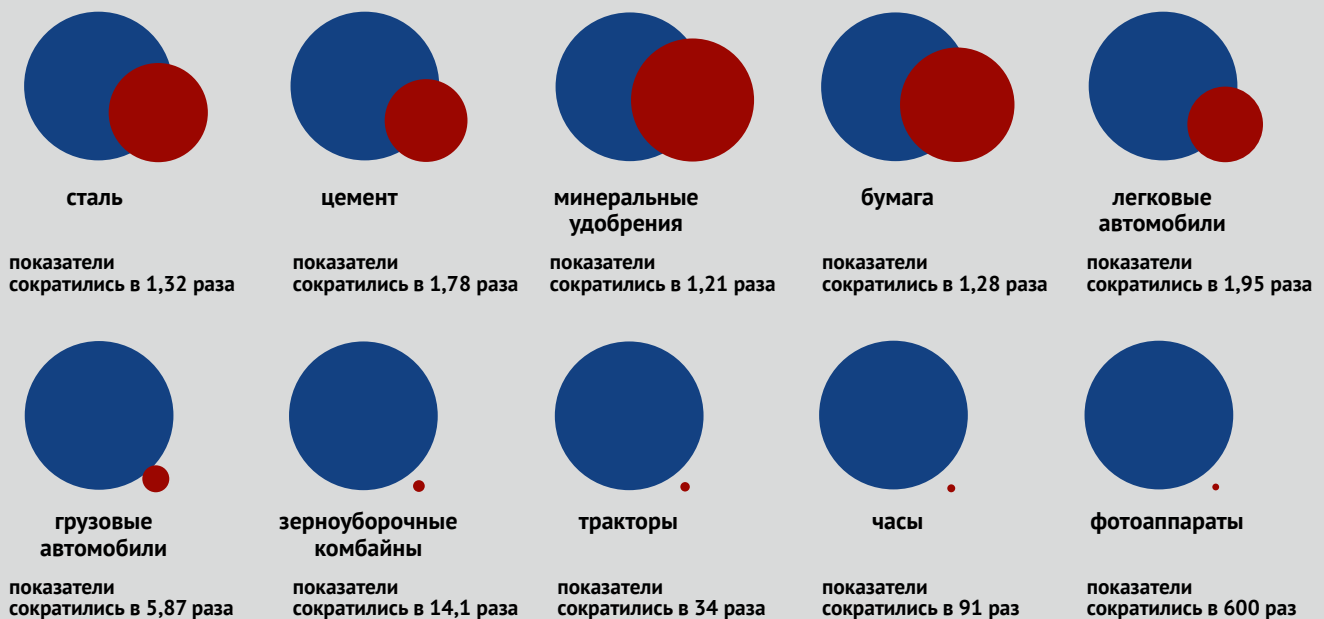 сталь
цемент
минеральные
удобрения
бумага
легковые
автомобили
показатели
сократились в 1,32 раза
показатели
сократились в 1,78 раза
показатели
сократились в 1,21 раза
показатели
сократились в 1,28 раза
показатели
сократились в 1,95 раза
грузовые
автомобили
зерноуборочные
комбайны
тракторы
часы
фотоаппараты
показатели
сократились в 5,87 раза
показатели
сократились в 14,1 раза
показатели
сократились в 34 раза
показатели
сократились в 91 раз
показатели
сократились в 600 раз